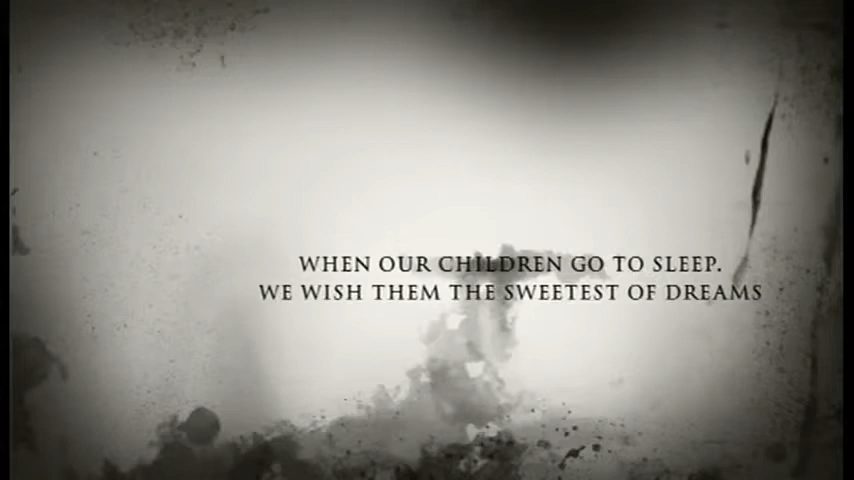 WHEN OUR CHILDREN GO TO SLEEP.
WE WISH THEM THE SWEETEST OF DREAMS